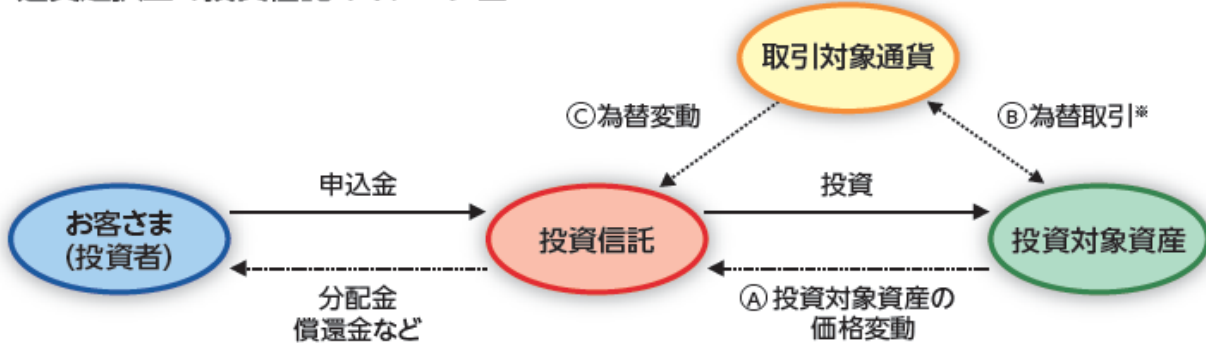 取引対象通貨
Ⓒ為替変動
Ⓑ為替取引※
申込金
投資
お客さま
(投資者)
投資信託
投資対象資産
分配金
償還金など
Ⓐ投資対象資産の
価格変動